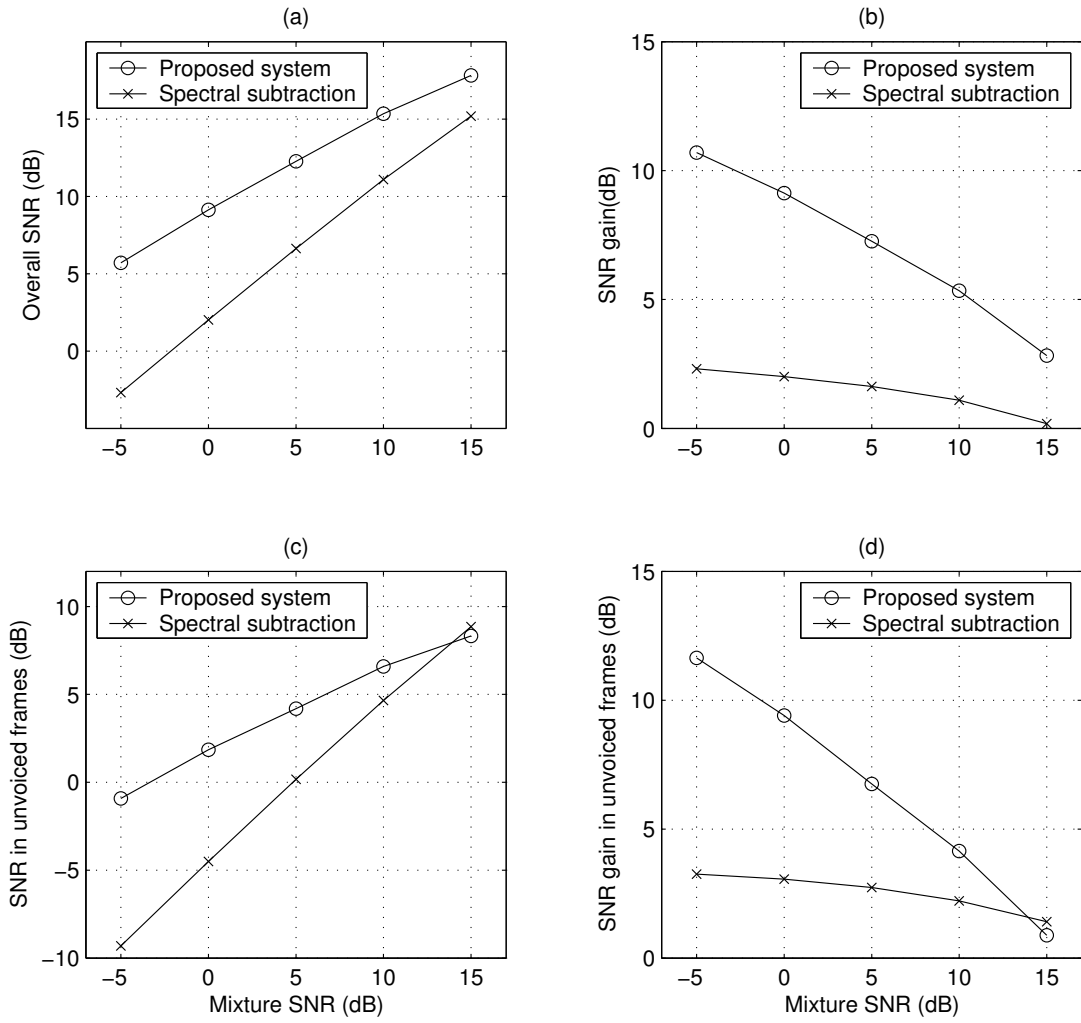 (a)
Proposed system
Spectral subtraction
Overall SNR (dB)
15
10
5
0
−5 0 5 10 15
(b)
Proposed system
Spectral subtraction
SNR gain(dB)
15
10
5
0
−5 0 5 10 15
(c)
Proposed system
Spectral subtraction
SNR in unvoiced frames (dB)
10
5
0
−5
−10
−5 0 5 10 15
Mixture SNR (dB)
(d)
Proposed system
Spectral subtraction
SNR gain in unvoiced frames (dB)
15
10
5
0
−5 0 5 10 15
Mixture SNR (dB)